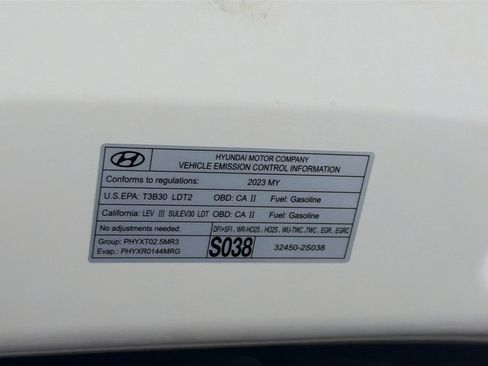 HYUNDAI MOTOR COMPANY
VEHICLE EMISSION CONTROL INFORMATION
Conforms to regulations: 2023 MY
U.S.EPA: T3B30 LDT2 OBD: CA II Fuel: Gasoline
California: LEV III SULEV30 LDT OBD: CA II Fuel: Gasoline
No adjustments needed. DFI+SFI , WR-HO2S : HO2S , WU-TWC , TWC , EGR , EGRC
Group: PHYXT02.5MR3
Evap.: PHYXR0144MRG
S038 32450-2S038